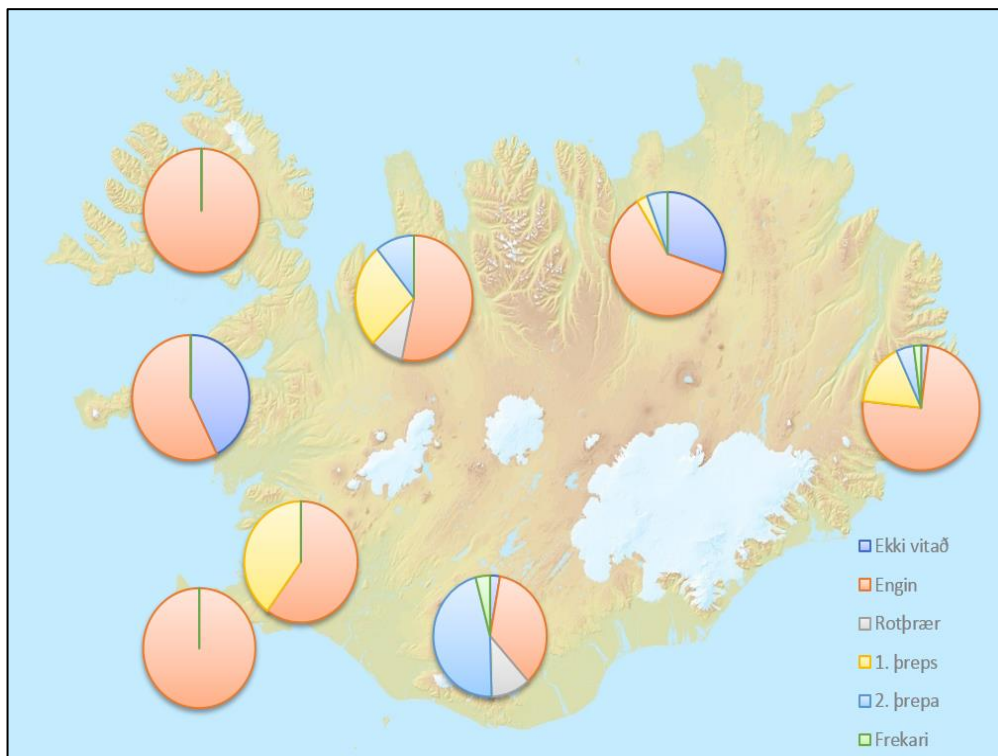 Ekki vitað
Engin
Rotþrær
1. þreps
2. þrepa
Frekari